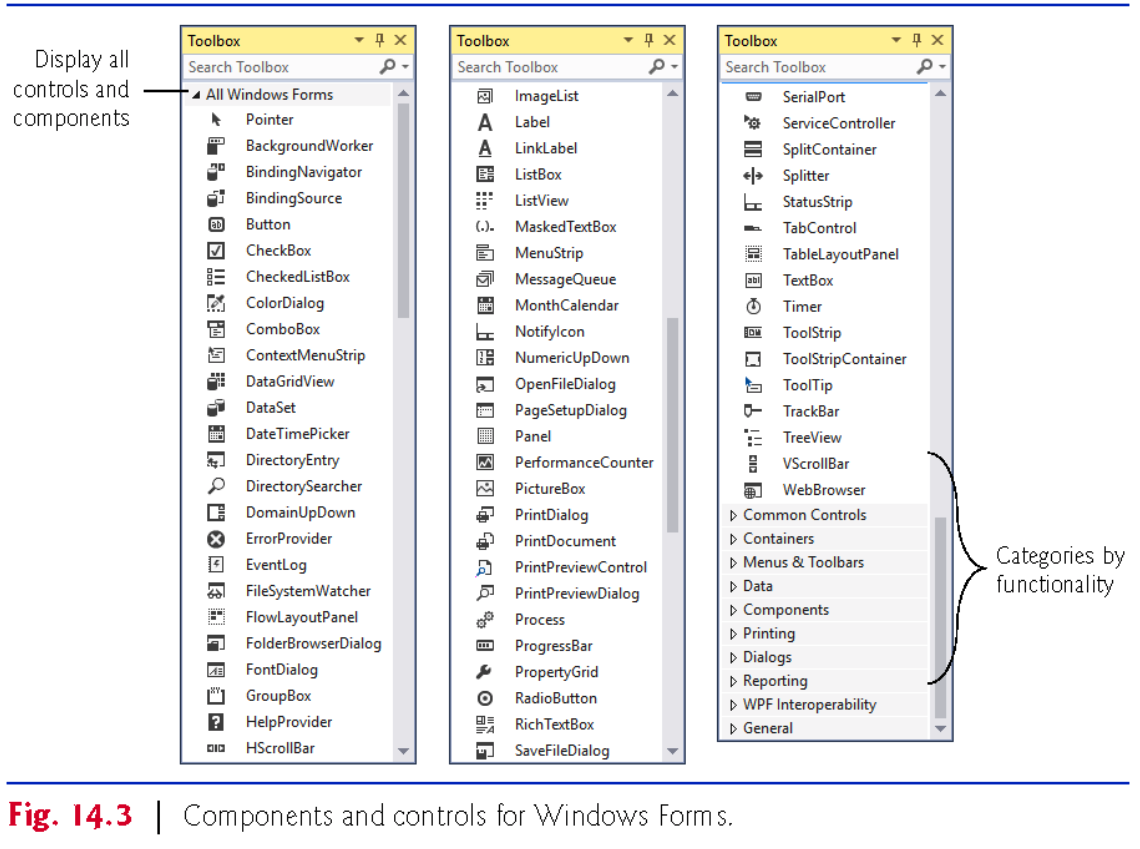 Display all
controls and
components
Toolbox
Search Toolbox
All Windows Forms
Pointer
BackgroundWorker
BindingNavigator
BindingSource
Button
CheckBox
CheckedListBox
ColorDialog
ComboBox
ContextMenuStrip
DataGridView
DataSet
DateTimePicker
DirectoryEntry
DirectorySearcher
DomainUpDown
ErrorProvider
EventLog
FileSystemWatcher
FlowLayoutPanel
FolderBrowserDialog
FontDialog
GroupBox
HelpProvider
HScrollBar
Toolbox
Search Toolbox
ImageList
Label
LinkLabel
ListBox
ListView
MaskedTextBox
MenuStrip
MessageQueue
MonthCalendar
NotifyIcon
NumericUpDown
OpenFileDialog
PageSetupDialog
Panel
PerformanceCounter
PictureBox
PrintDialog
PrintDocument
PrintPreviewControl
PrintPreviewDialog
Process
ProgressBar
PropertyGrid
RadioButton
RichTextBox
SaveFileDialog
Toolbox
Search Toolbox
SerialPort
ServiceController
SplitContainer
Splitter
StatusStrip
TabControl
TableLayoutPanel
TextBox
Timer
ToolStrip
ToolStripContainer
ToolTip
TrackBar
TreeView
VScrollBar
WebBrowser
Common Controls
Containers
Menus & Toolbars
Data
Components
Printing
Dialogs
Reporting
WPF Interoperability
General
Categories by
functionality
Fig. 14.3 | Components and controls for Windows Forms.